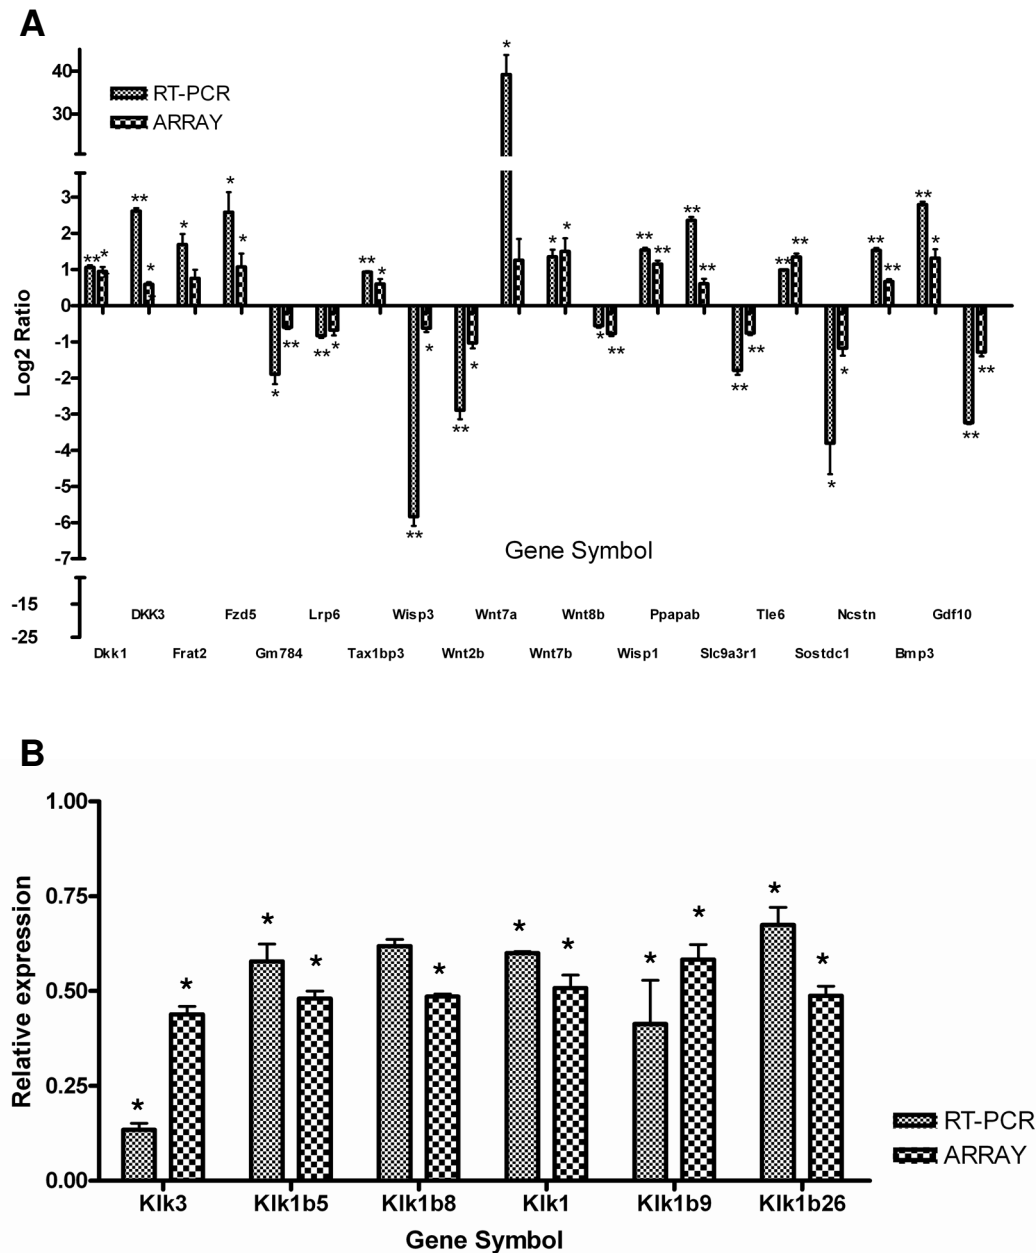 A
40
30
RT-PCR
ARRAY
3
2
1
0
-1
-2
-3
-4
-5
-6
-7
-15
-25
Log2 Ratio
* ** * ** * * * * ** * ** * * ** * ** * ** ** ** ** ** ** ** * * ** ** * * ** * * ** ** * ** ** * * ** **
Gene Symbol
DKK3 Fzd5 Lrp6 Wisp3 Wnt7a Wnt8b Ppapab Tle6 Ncstn Gdf10
Dkk1 Frat2 Gm784 Tax1bp3 Wnt2b Wnt7b Wisp1 Slc9a3r1 Sostdc1 Bmp3
B
1.00
0.75
0.50
0.25
0.00
Relative expression
* * * * * * * * * * *
RT-PCR
ARRAY
Klk3 Klk1b5 Klk1b8 Klk1 Klk1b9 Klk1b26
Gene Symbol